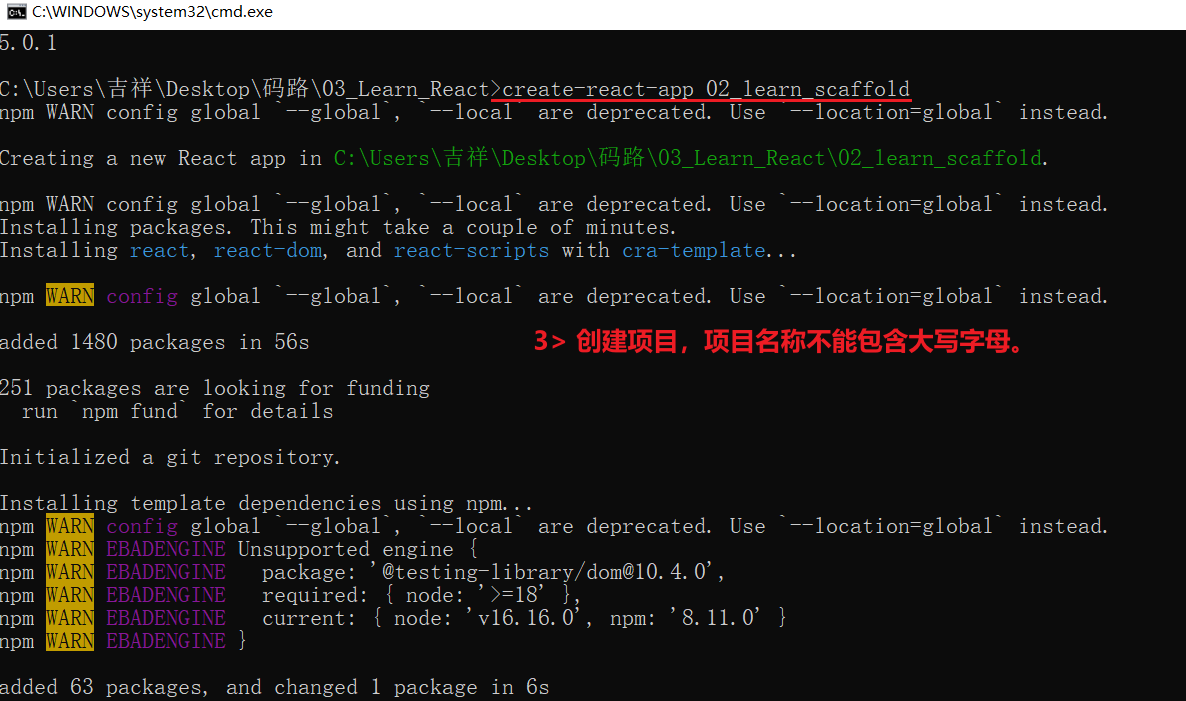 C:\WINDOWS\system32\cmd.exe
5.0.1
C:\Users\吉祥\Desktop\码路\03_Learn_React>create-react-app 02_learn_scaffold
npm WARN config global `--global`, `--local` are deprecated. Use `--location=global` instead.
Creating a new React app in C:\Users\吉祥\Desktop\码路\03_Learn_React\02_learn_scaffold.
npm WARN config global `--global`, `--local` are deprecated. Use `--location=global` instead.
Installing packages. This might take a couple of minutes.
Installing react, react-dom, and react-scripts with cra-template...
npm WARN config global `--global`, `--local` are deprecated. Use `--location=global` instead.
added 1480 packages in 56s
3> 创建项目，项目名称不能包含大写字母。
251 packages are looking for funding
run `npm fund` for details
Initialized a git repository.
Installing template dependencies using npm...
npm WARN config global `--global`, `--local` are deprecated. Use `--location=global` instead.
npm WARN EBADENGINE Unsupported engine {
npm WARN EBADENGINE package: '@testing-library/dom@10.4.0',
npm WARN EBADENGINE required: { node: '>=18' },
npm WARN EBADENGINE current: { node: 'v16.16.0', npm: '8.11.0' }
npm WARN EBADENGINE }
added 63 packages, and changed 1 package in 6s